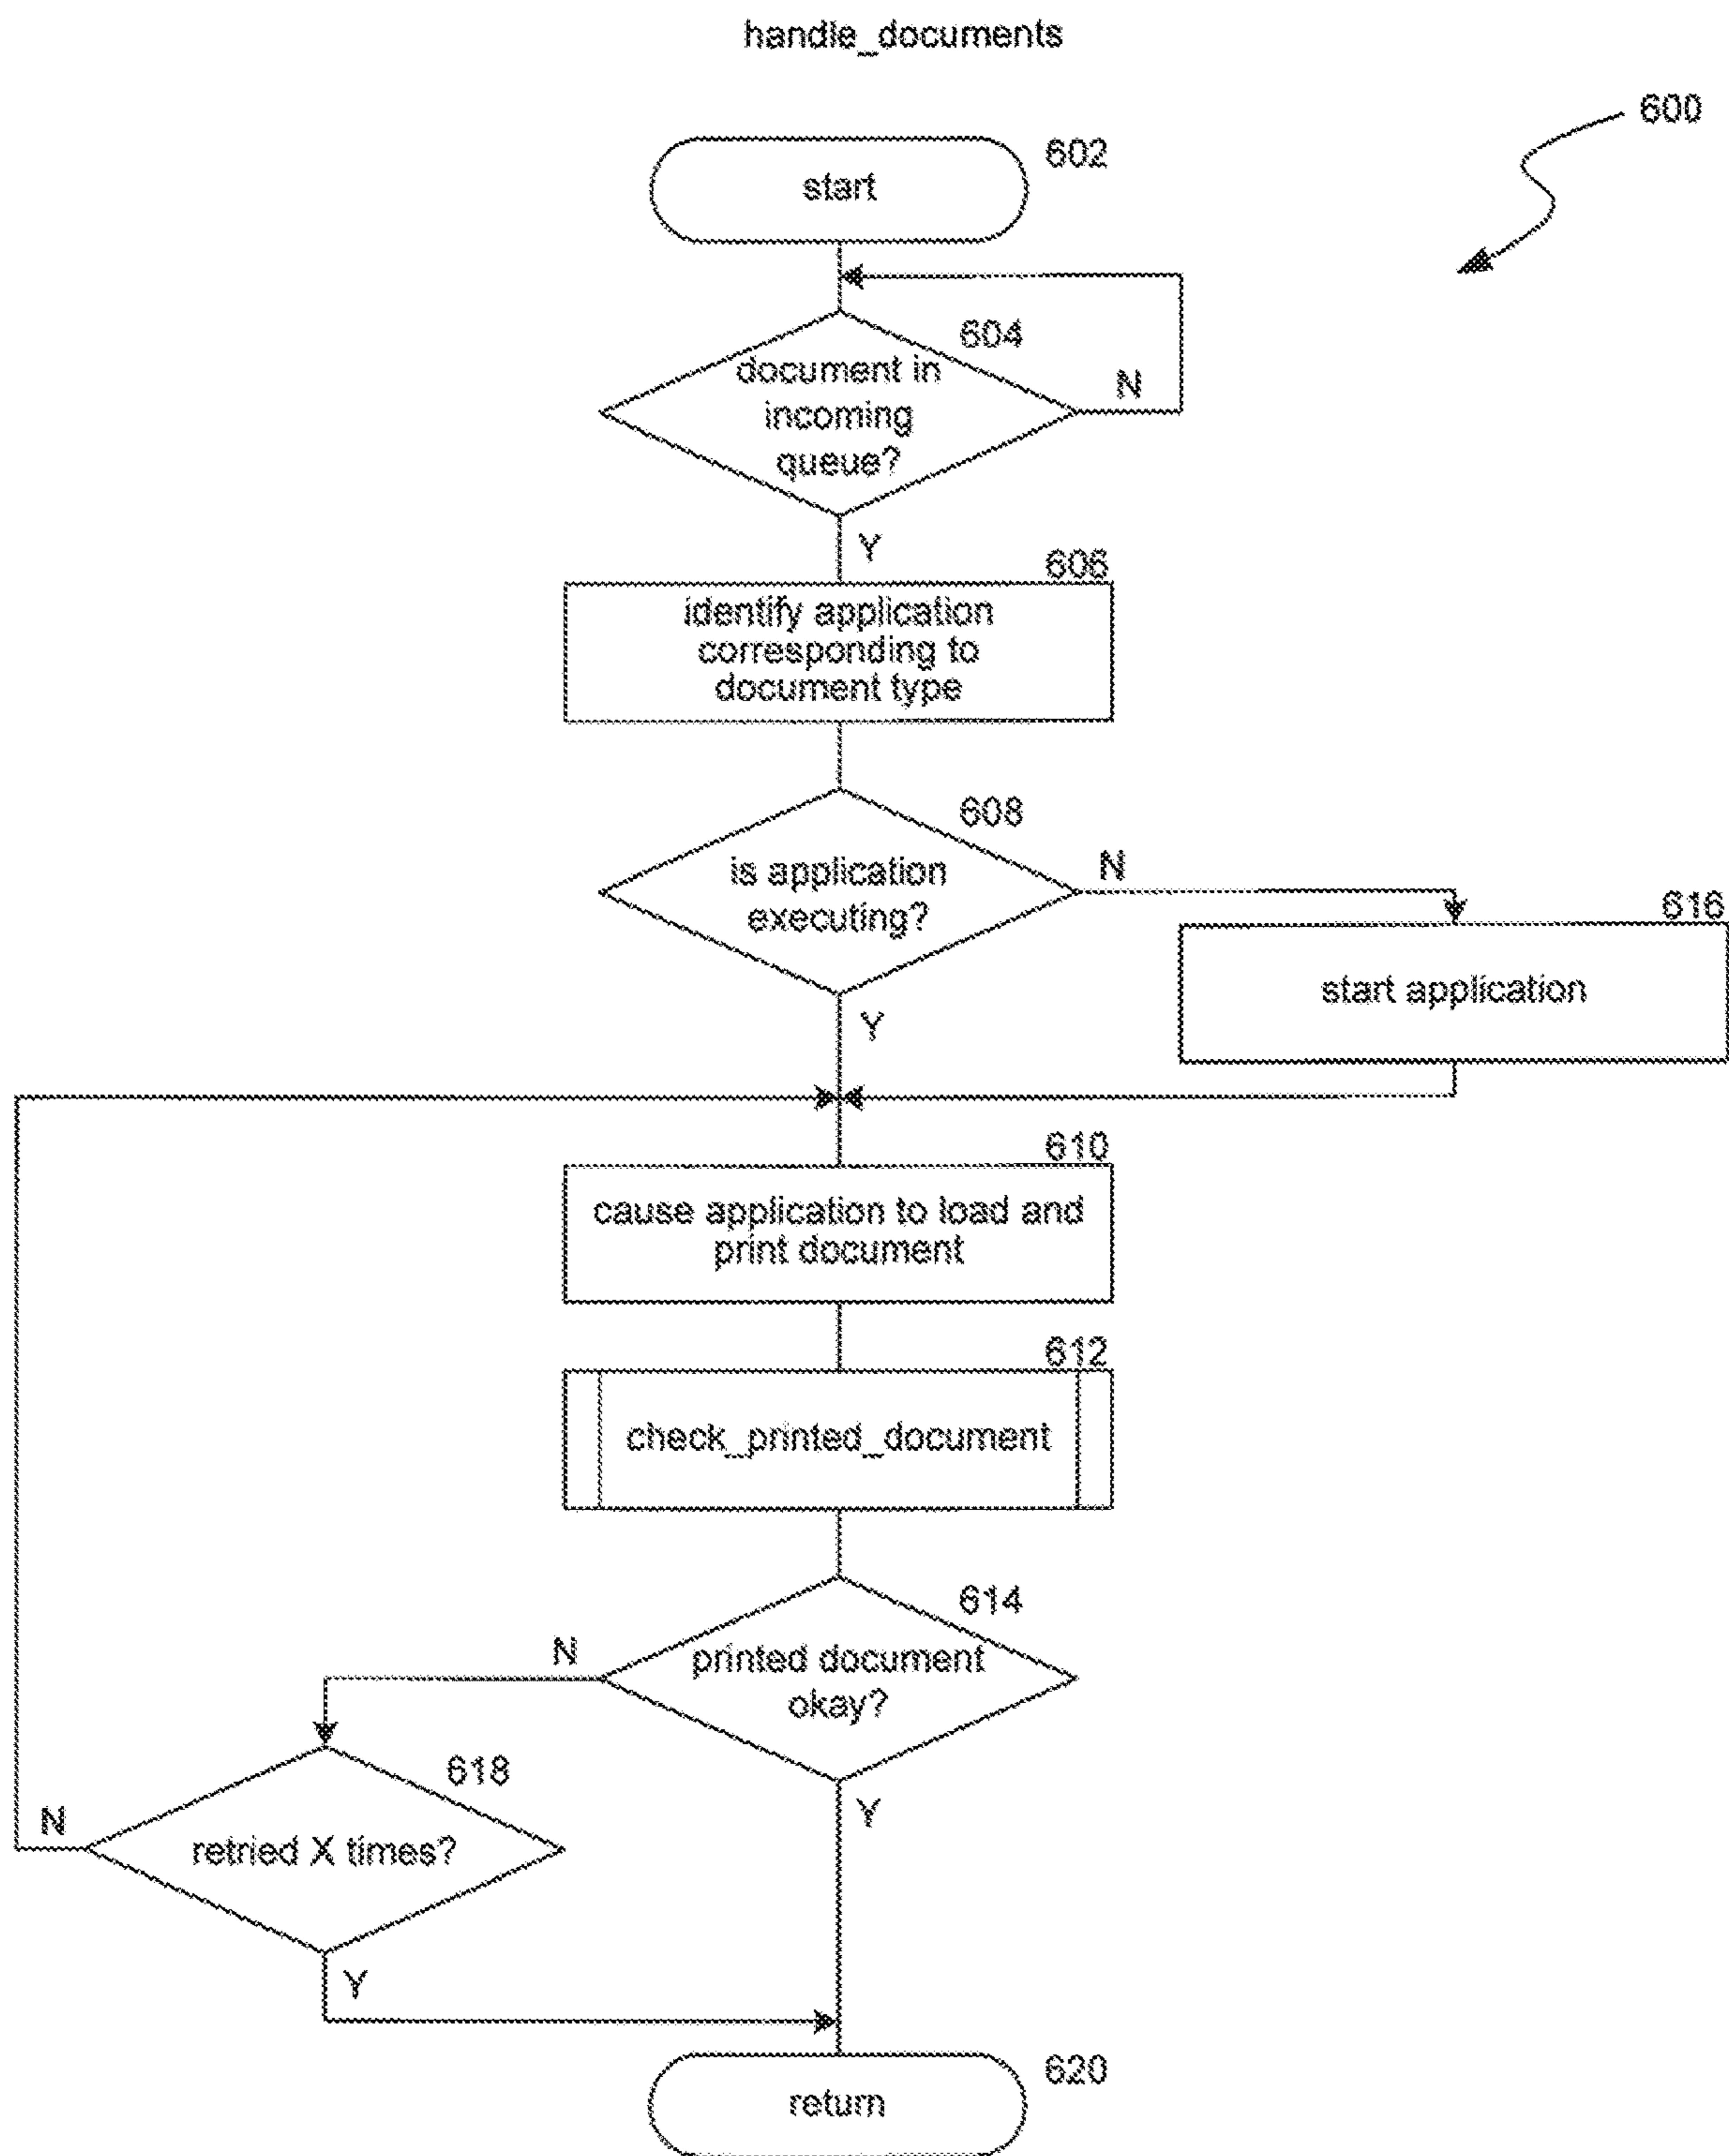 handle_documents
600
602
start
604
document in
incoming
queue?
N
Y
606
identify application
corresponding to
document type
608
is application
executing?
N
616
start application
Y
610
cause application to load and
print document
612
check_printed_document
614
printed document
okay?
N
618
retried X times?
N
Y
Y
620
return